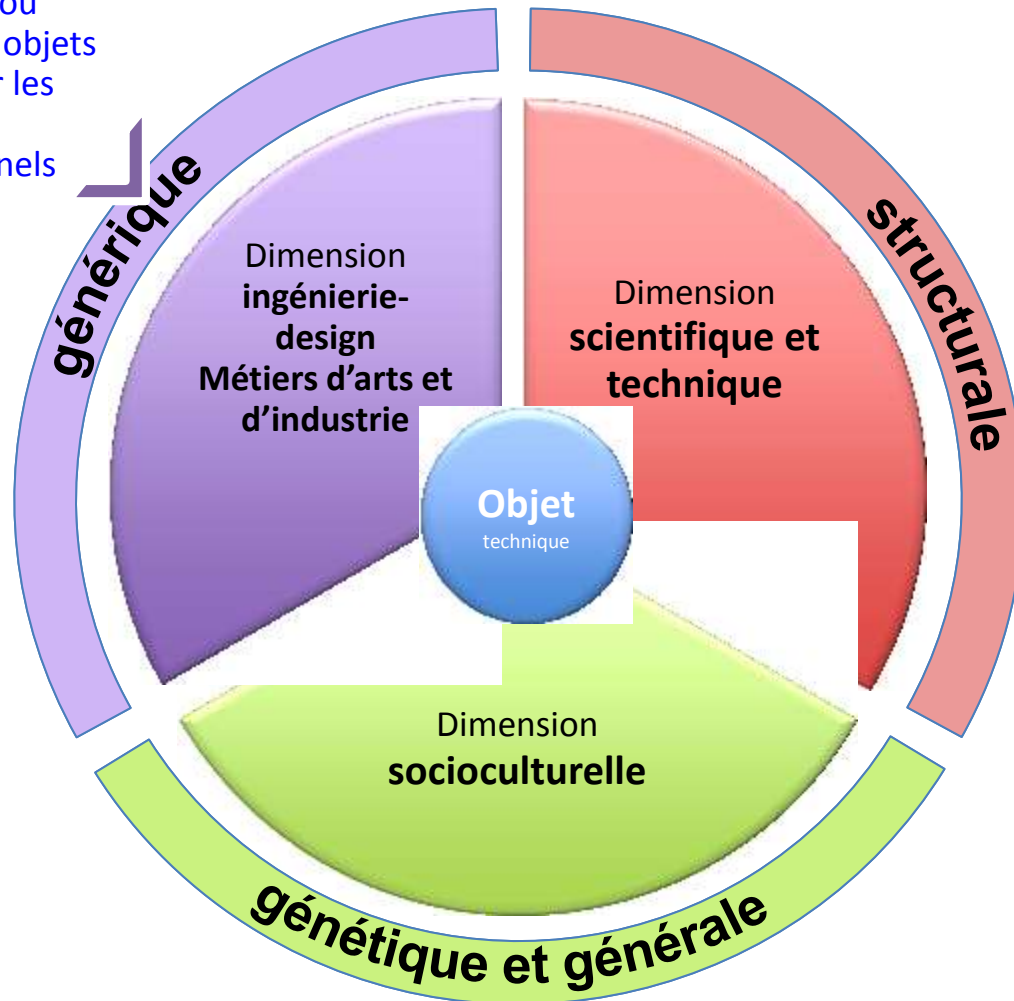 ou
objets
les
nels
générique
structurale
Dimension
ingénierie-
design
Métiers d’arts et
d’industrie
Dimension
scientifique et
technique
Objet
technique
Dimension
socioculturelle
génétique et générale